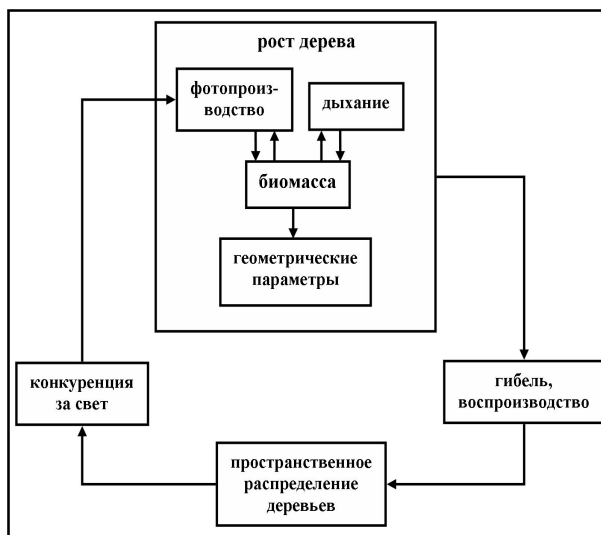 рост дерева
фотопроиз-
водство
дыхание
биомасса
геометрические
параметры
конкуренция
за свет
гибель,
воспроизводство
пространственное
распределение
деревьев